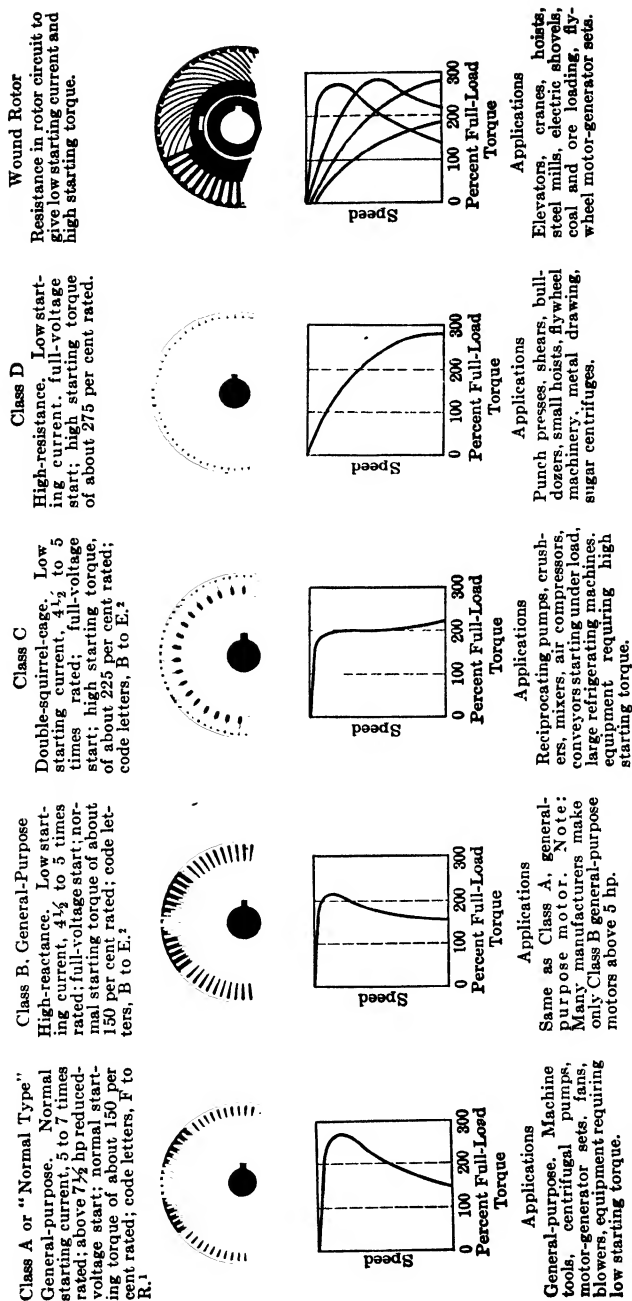 Class A or "Normal Type"
General-purpose. Normal
starting current, 5 to 7 times
rated; above 7½ hp reduced-
voltage start; normal start-
ing torque of about 150 per
cent rated; code letters, F to
R.¹
Speed
0 100 200 300
Percent Full-Load
Torque
Applications
General-purpose. Machine
tools, centrifugal pumps,
motor-generator sets, fans,
blowers, equipment requiring
low starting torque.
Class B, General-Purpose
High-reactance. Low start-
ing current, 4½ to 5 times
rated; full-voltage start; nor-
mal starting torque of about
150 per cent rated; code let-
ters, B to E.²
Speed
0 100 200 300
Percent Full-Load
Torque
Applications
Same as Class A, general-
purpose motor. Note:
Many manufacturers make
only Class B general-purpose
motors above 5 hp.
Class C
Double-squirrel-cage. Low
starting current, 4½ to 5
times rated; full-voltage
start; high starting torque,
of about 225 per cent rated;
code letters, B to E.²
Speed
0 100 200 300
Percent Full-Load
Torque
Applications
Reciprocating pumps, crush-
ers, mixers, air compressors,
conveyors starting under load,
large refrigerating machines.
equipment requiring high
starting torque.
Class D
High-resistance. Low start-
ing current. full-voltage
start; high starting torque
of about 275 per cent rated.
Speed
0 100 200 300
Percent Full-Load
Torque
Applications
Punch presses, shears, bull-
dozers, small hoists, flywheel
machinery, metal drawing,
sugar centrifuges.
Wound Rotor
Resistance in rotor circuit to
give low starting current and
high starting torque.
Speed
0 100 200 300
Percent Full-Load
Torque
Applications
Elevators, cranes, hoists,
steel mills, electric shovels,
coal and ore loading, fly-
wheel motor-generator sets.